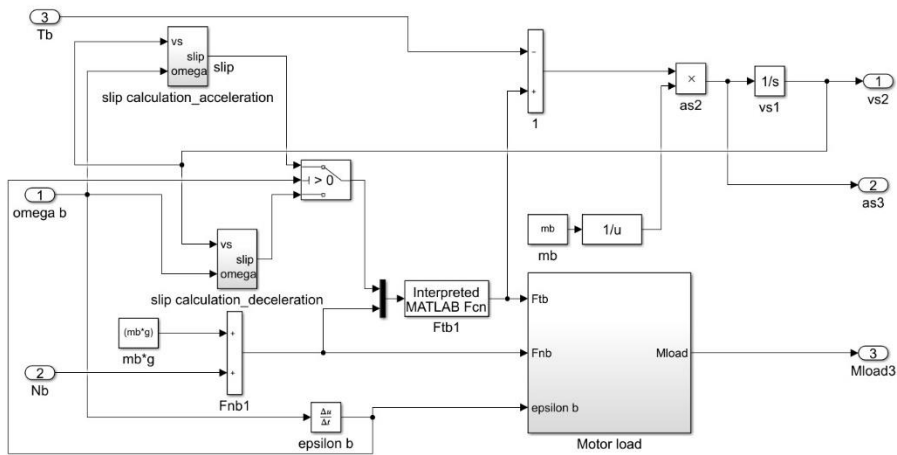 3
Tb
vs
slip
omega
slip
slip calculation_acceleration
−
+
1
×
as2
1/s
vs1
1
vs2
> 0
1
omega b
2
as3
mb
mb
1/u
vs
slip
omega
slip calculation_deceleration
Interpreted
MATLAB Fcn
Ftb1
Ftb
Fnb
epsilon b
Mload
Motor load
3
Mload3
(mb*g)
mb*g
+
+
Fnb1
2
Nb
Δu
Δt
epsilon b